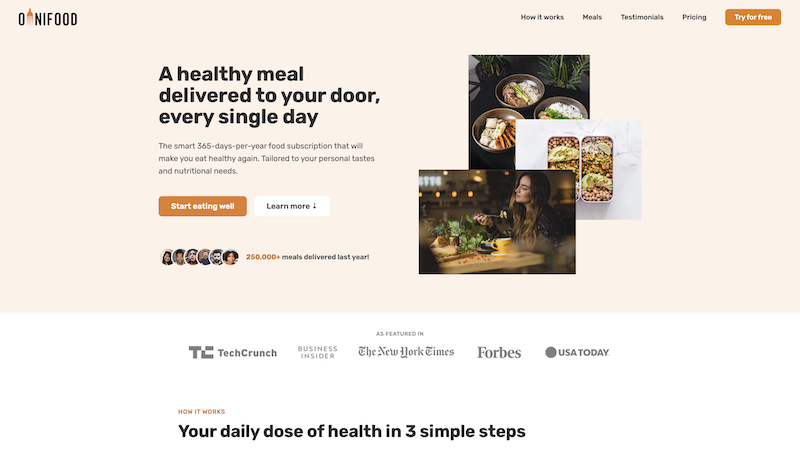 OMNIFOOD
How it works Meals Testimonials Pricing Try for free
A healthy meal
delivered to your door,
every single day
The smart 365-days-per-year food subscription that will
make you eat healthy again. Tailored to your personal tastes
and nutritional needs.
Start eating well Learn more ↓
250,000+ meals delivered last year!
AS FEATURED IN
TechCrunch
BUSINESS
INSIDER
The New York Times
Forbes
USA TODAY
HOW IT WORKS
Your daily dose of health in 3 simple steps